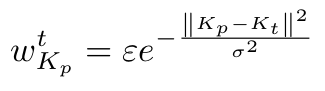 $w_{K_p}^{t} = \varepsilon e^{-\frac{\|K_p - K_t\|^2}{\sigma^2}}$